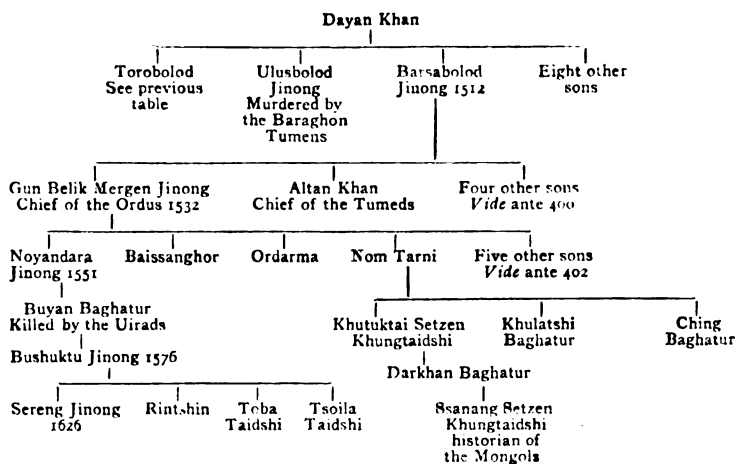 Dayan Khan
Torobolod
See previous
table
Ulusbolod
Jinong
Murdered by
the Baraghon
Tumens
Barsabolod
Jinong 1512
Eight other
sons
Gun Belik Mergen Jinong
Chief of the Ordus 1532
Altan Khan
Chief of the Tumeds
Four other sons
Vide ante 400
Noyandara
Jinong 1551
Baissanghor
Ordarma
Nom Tarni
Five other sons
Vide ante 402
Buyan Baghatur
Killed by the Uirads
Khutuktai Setzen
Khungtaidshi
Khulatshi
Baghatur
Ching
Baghatur
Bushuktu Jinong 1576
Darkhan Baghatur
Sereng Jinong
1626
Rintshin
Toba
Taidshi
Tsoila
Taidshi
Ssanang Setzen
Khungtaidshi
historian of
the Mongols